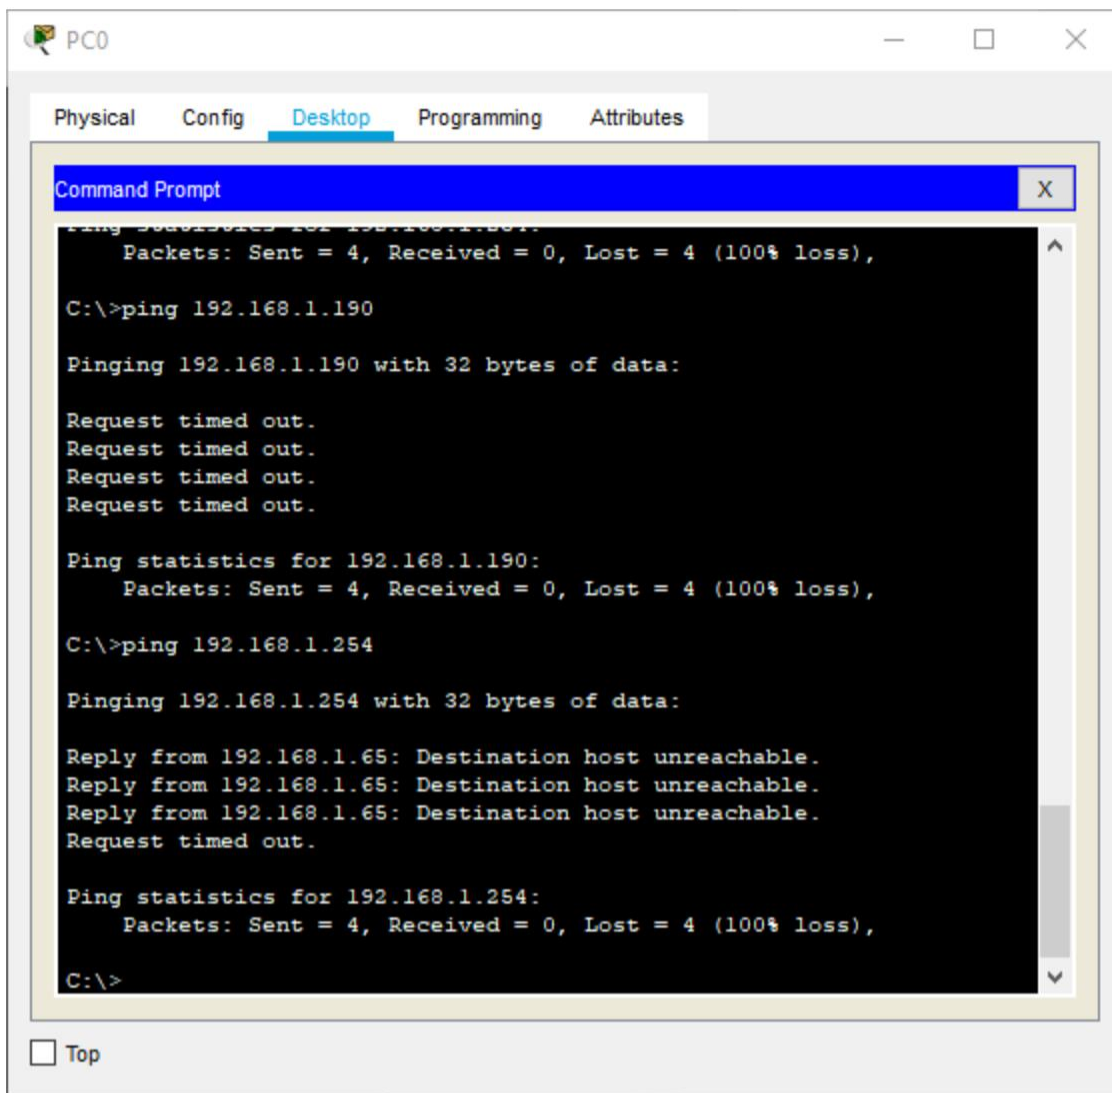 PC0
Physical Config Desktop Programming Attributes
Command Prompt X
Ping statistics for 192.168.1.
Packets: Sent = 4, Received = 0, Lost = 4 (100% loss),
C:\>ping 192.168.1.190
Pinging 192.168.1.190 with 32 bytes of data:
Request timed out.
Request timed out.
Request timed out.
Request timed out.
Ping statistics for 192.168.1.190:
Packets: Sent = 4, Received = 0, Lost = 4 (100% loss),
C:\>ping 192.168.1.254
Pinging 192.168.1.254 with 32 bytes of data:
Reply from 192.168.1.65: Destination host unreachable.
Reply from 192.168.1.65: Destination host unreachable.
Reply from 192.168.1.65: Destination host unreachable.
Request timed out.
Ping statistics for 192.168.1.254:
Packets: Sent = 4, Received = 0, Lost = 4 (100% loss),
C:\>
Top